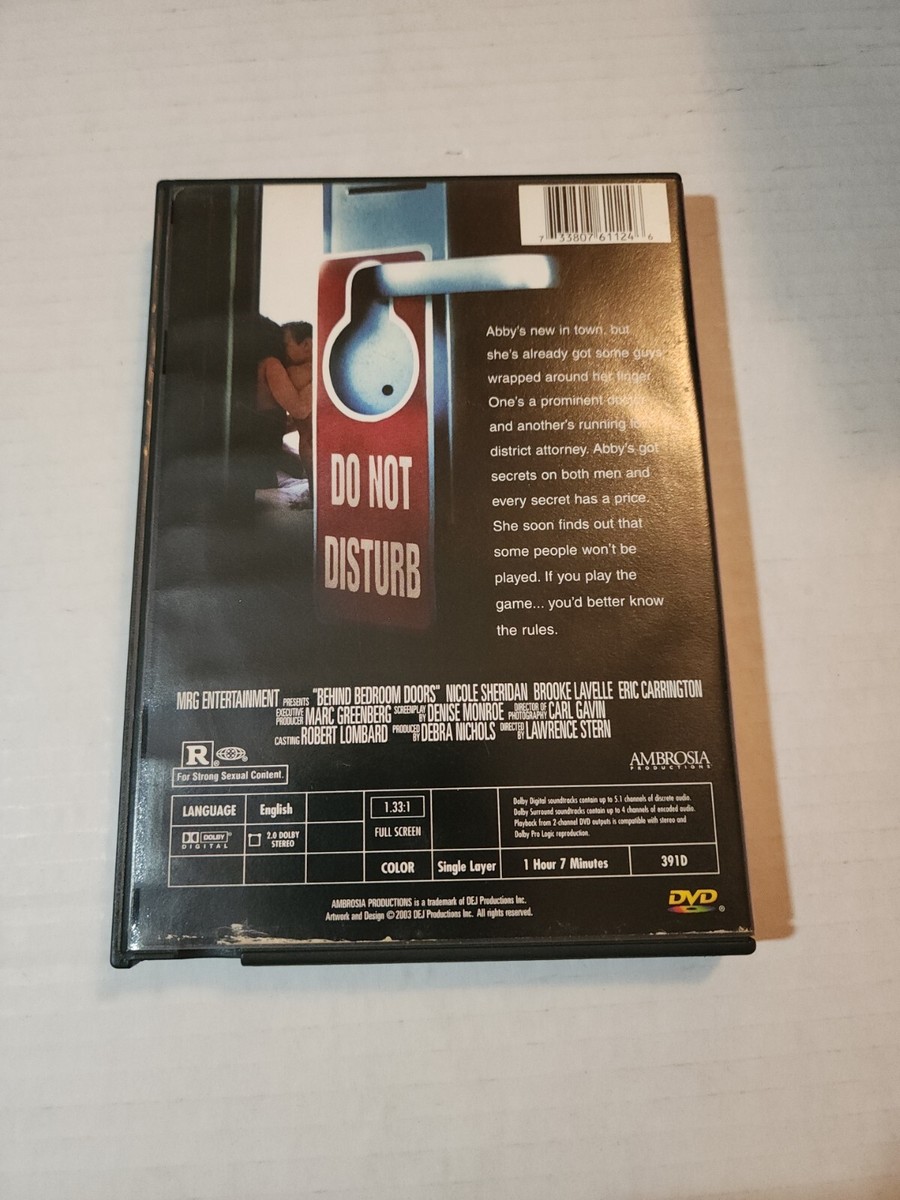 7 33807 61124 6
Abby's new in town, but
she's already got some guys
wrapped around her finger.
One's a prominent doctor
and another's running for
district attorney. Abby's got
secrets on both men and
every secret has a price.
She soon finds out that
some people won't be
played. If you play the
game... you'd better know
the rules.
DO NOT
DISTURB
MRG ENTERTAINMENT PRESENTS "BEHIND BEDROOM DOORS" NICOLE SHERIDAN BROOKE LAVELLE ERIC CARRINGTON
EXECUTIVE PRODUCER MARC GREENBERG SCREENPLAY BY DENISE MONROE DIRECTOR OF PHOTOGRAPHY CARL GAVIN
CASTING ROBERT LOMBARD PRODUCED BY DEBRA NICHOLS DIRECTED BY LAWRENCE STERN
R ®
For Strong Sexual Content.
AMBROSIA
PRODUCTIONS™
LANGUAGE English 1.33:1
FULL SCREEN
DOLBY DIGITAL 2.0 DOLBY STEREO
Dolby Digital soundtracks contain up to 5.1 channels of discrete audio.
Dolby Surround soundtracks contain up to 4 channels of encoded audio.
Playback from 2-channel DVD outputs is compatible with stereo and
Dolby Pro Logic reproduction.
COLOR Single Layer 1 Hour 7 Minutes 391D
AMBROSIA PRODUCTIONS is a trademark of DEJ Productions Inc.
Artwork and Design © 2003 DEJ Productions Inc. All rights reserved.
DVD ®